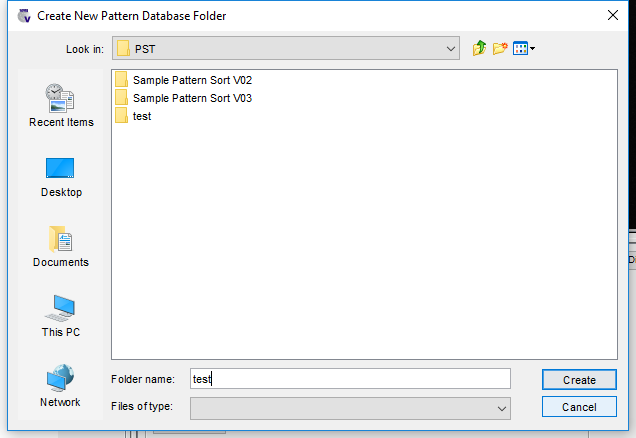 Create New Pattern Database Folder
Look in:
PST
Recent Items
Desktop
Documents
This PC
Network
Sample Pattern Sort V02
Sample Pattern Sort V03
test
Folder name:
test
Create
Files of type:
Cancel